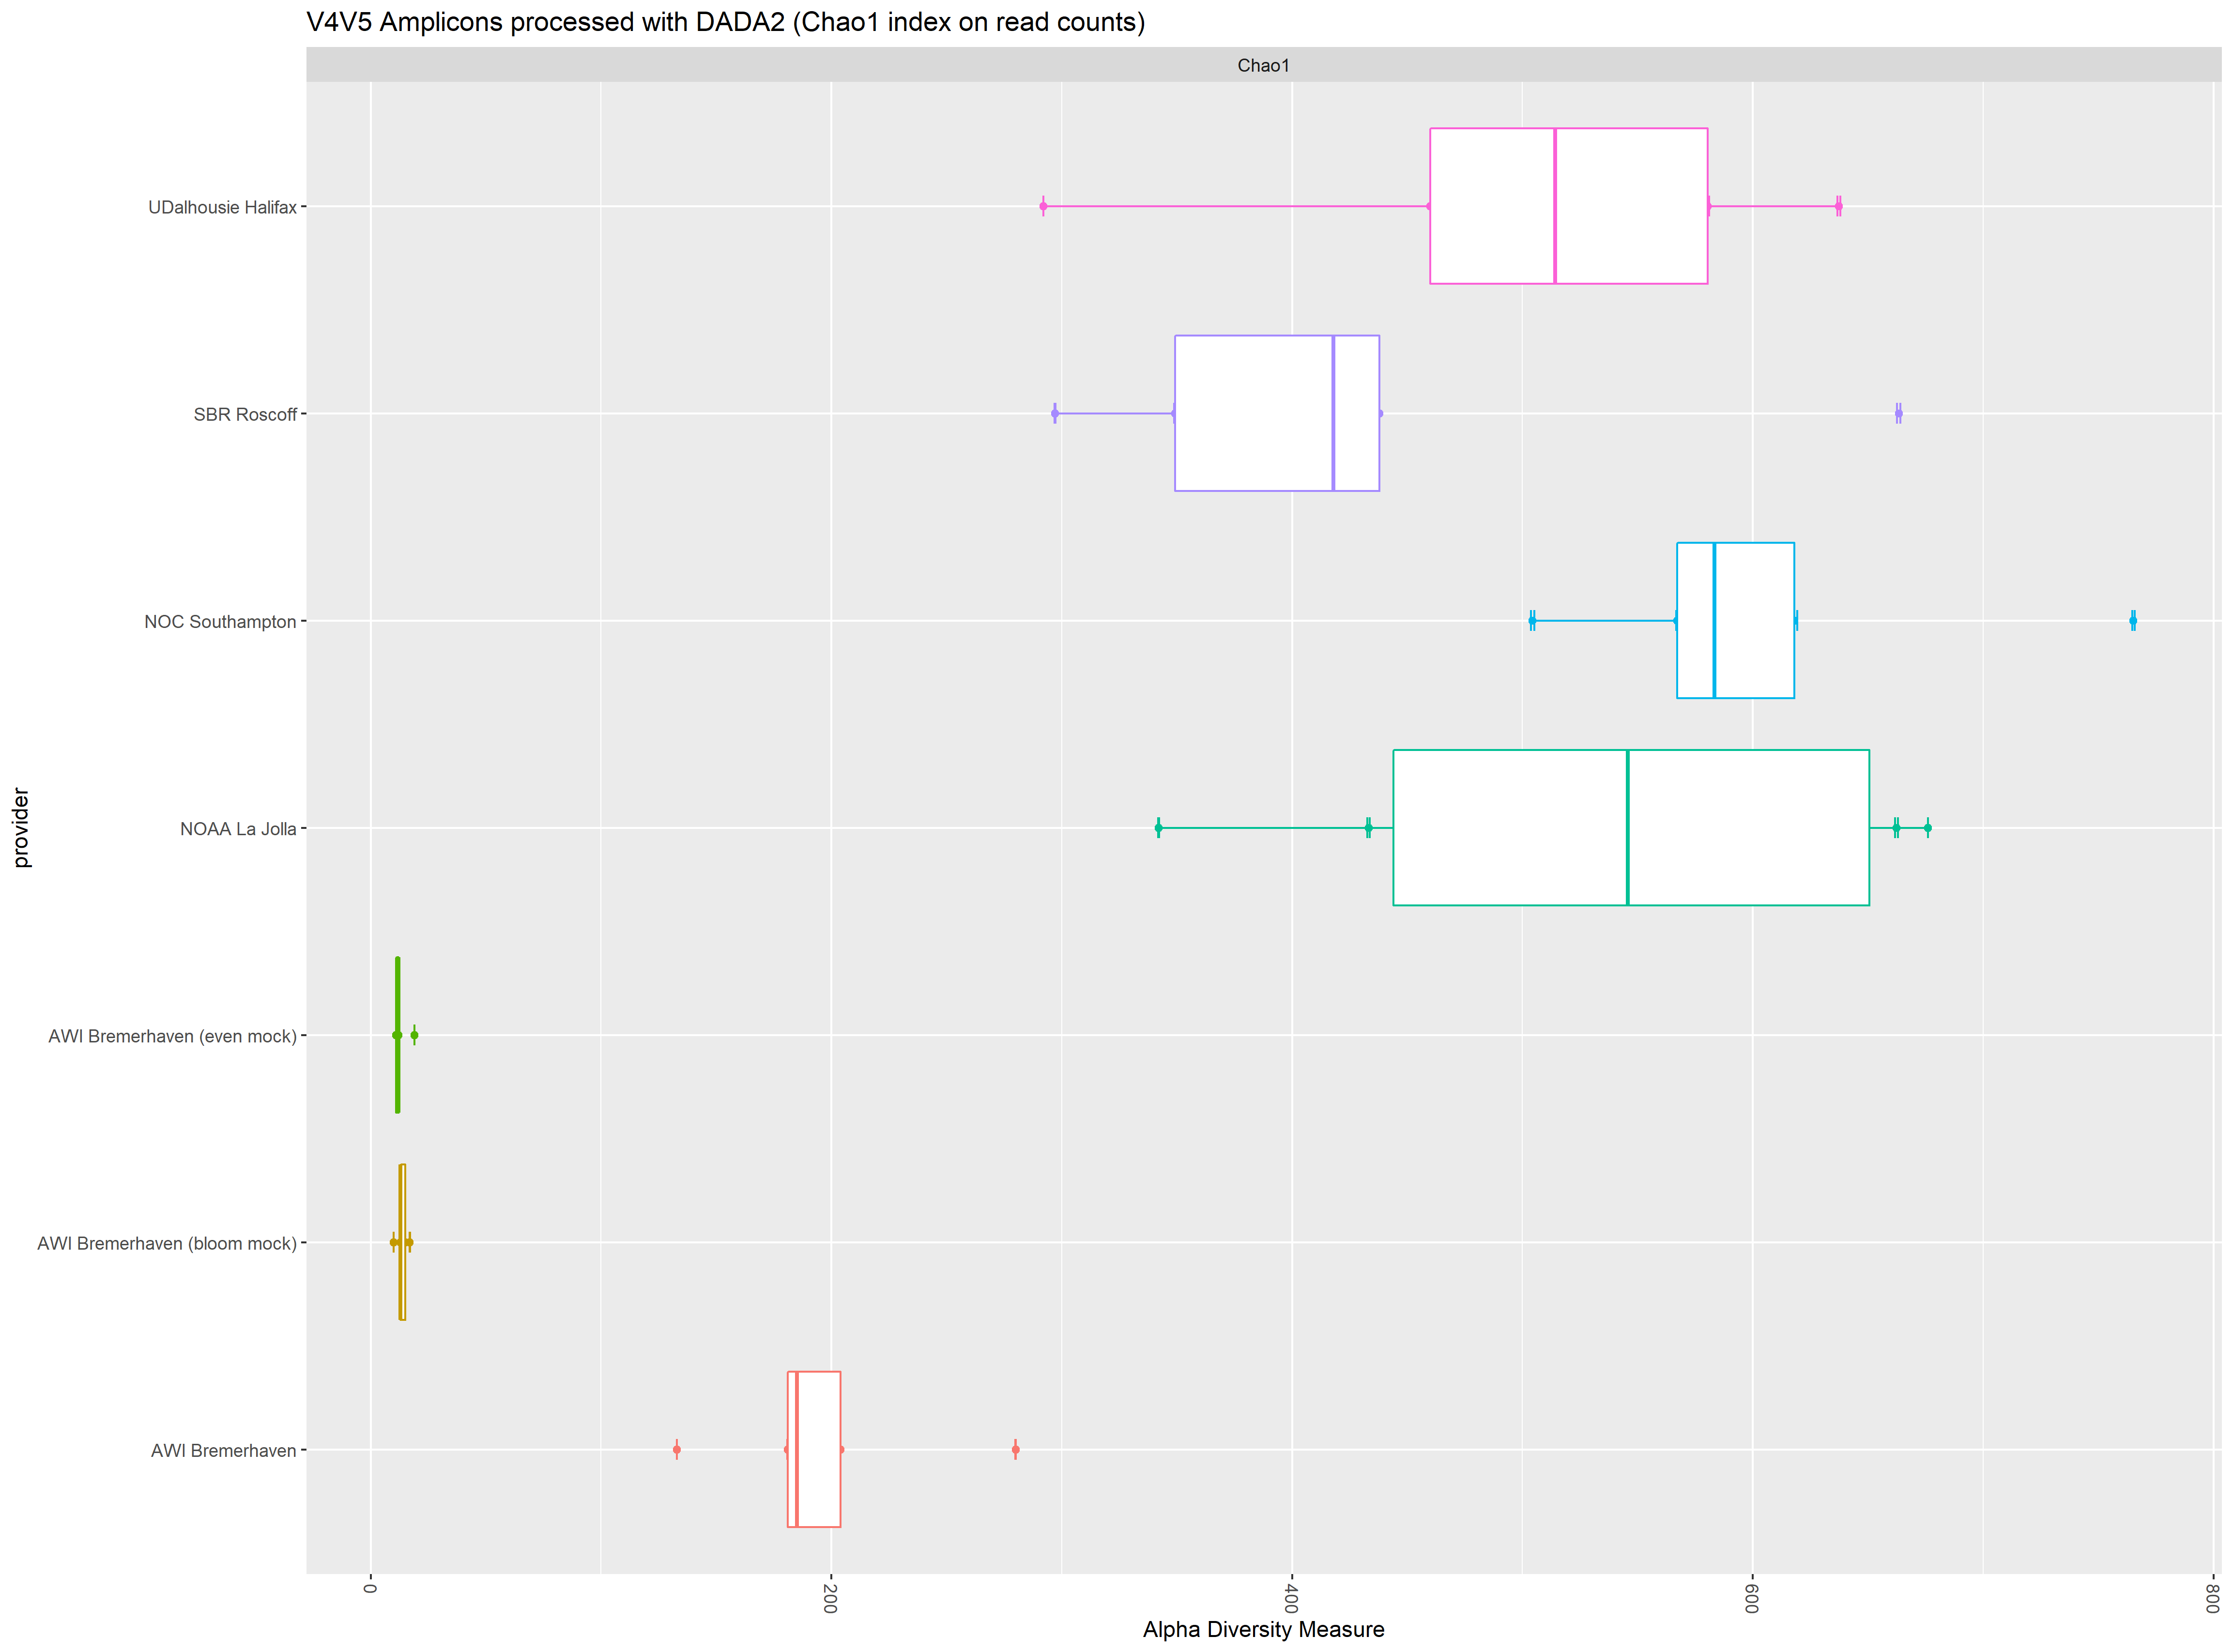 V4V5 Amplicons processed with DADA2 (Chao1 index on read counts)
Chao1
provider
UDalhousie Halifax
SBR Roscoff
NOC Southampton
NOAA La Jolla
AWI Bremerhaven (even mock)
AWI Bremerhaven (bloom mock)
AWI Bremerhaven
0
200
400
600
800
Alpha Diversity Measure